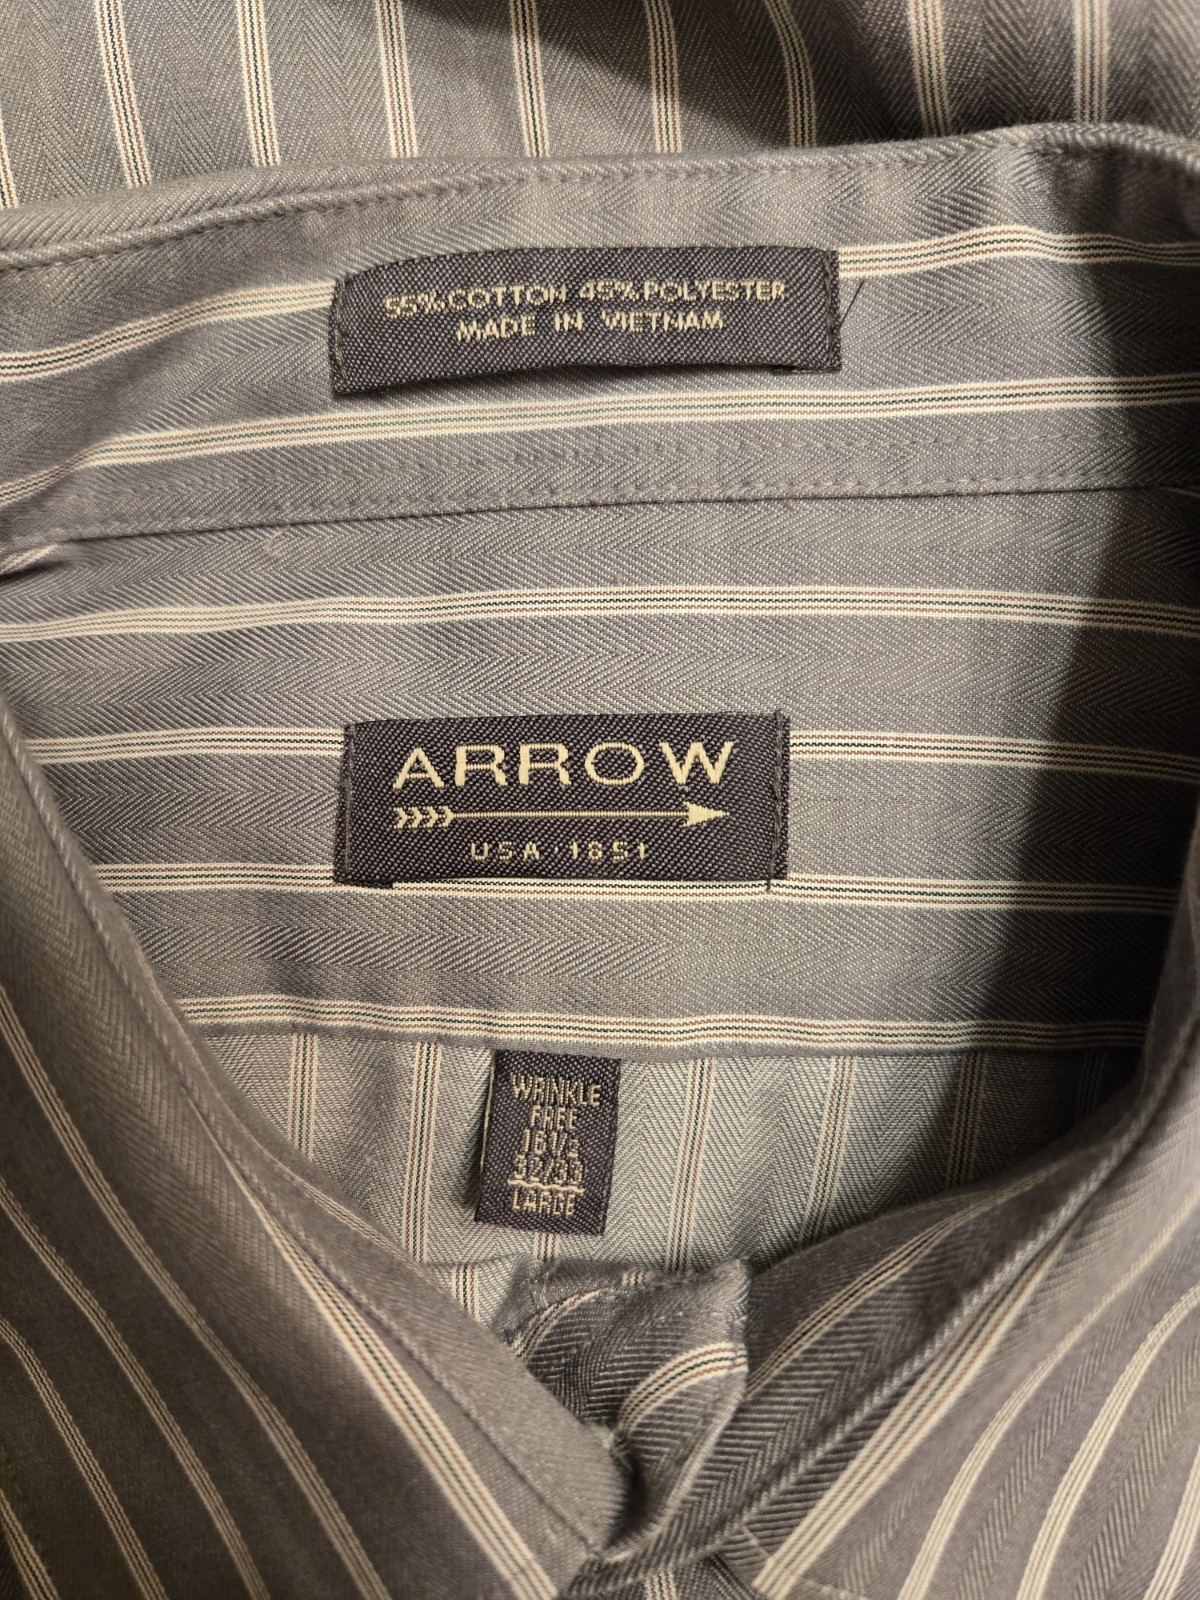 55% COTTON 45% POLYESTER
MADE IN VIETNAM
ARROW
USA · 1851
WRINKLE
FREE
16 1/2
32/33
LARGE